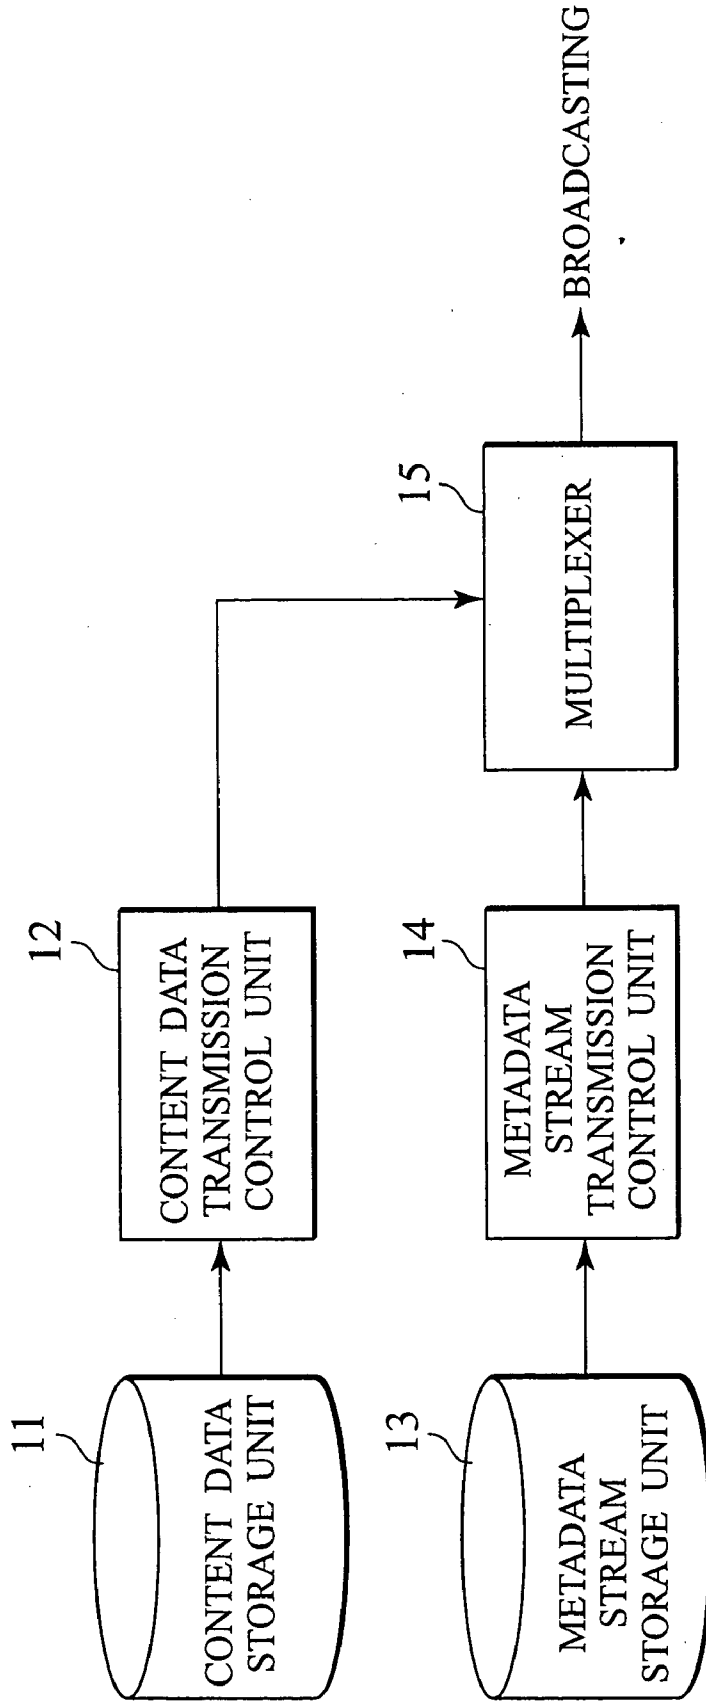 11
CONTENT DATA
STORAGE UNIT
12
CONTENT DATA
TRANSMISSION
CONTROL UNIT
13
METADATA
STREAM
STORAGE UNIT
14
METADATA
STREAM
TRANSMISSION
CONTROL UNIT
15
MULTIPLEXER
BROADCASTING